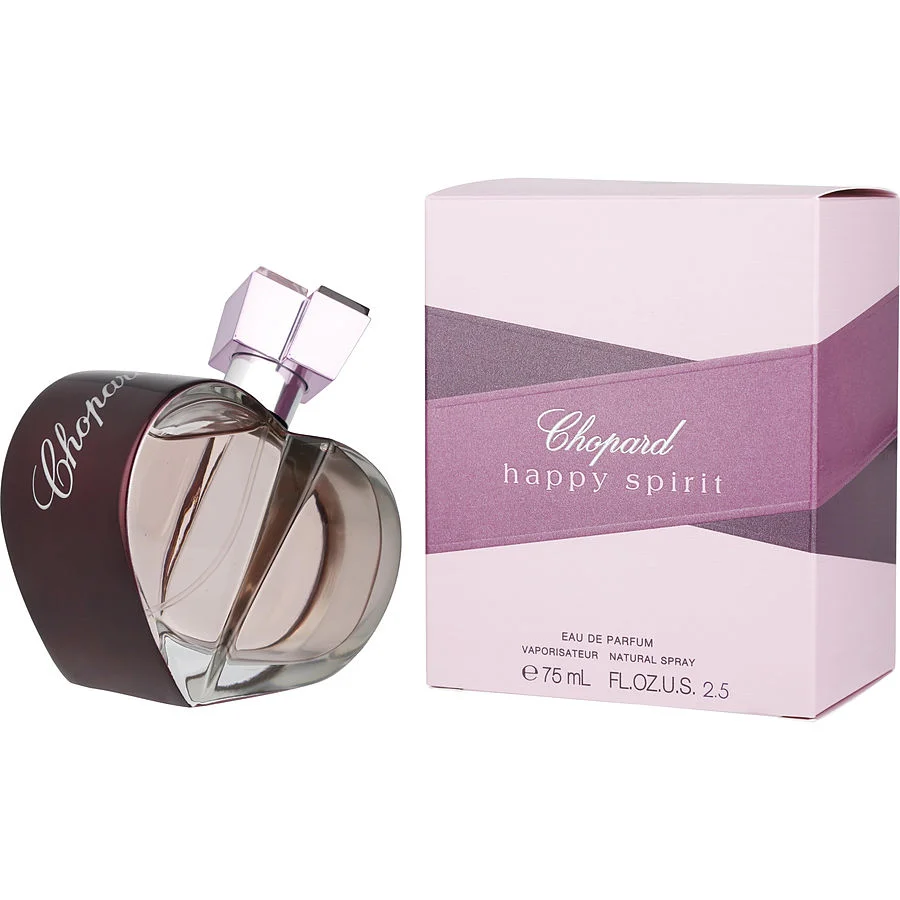 Chopard
Chopard
happy spirit
EAU DE PARFUM
VAPORISATEUR NATURAL SPRAY
℮ 75 mL FL.OZ.U.S. 2.5